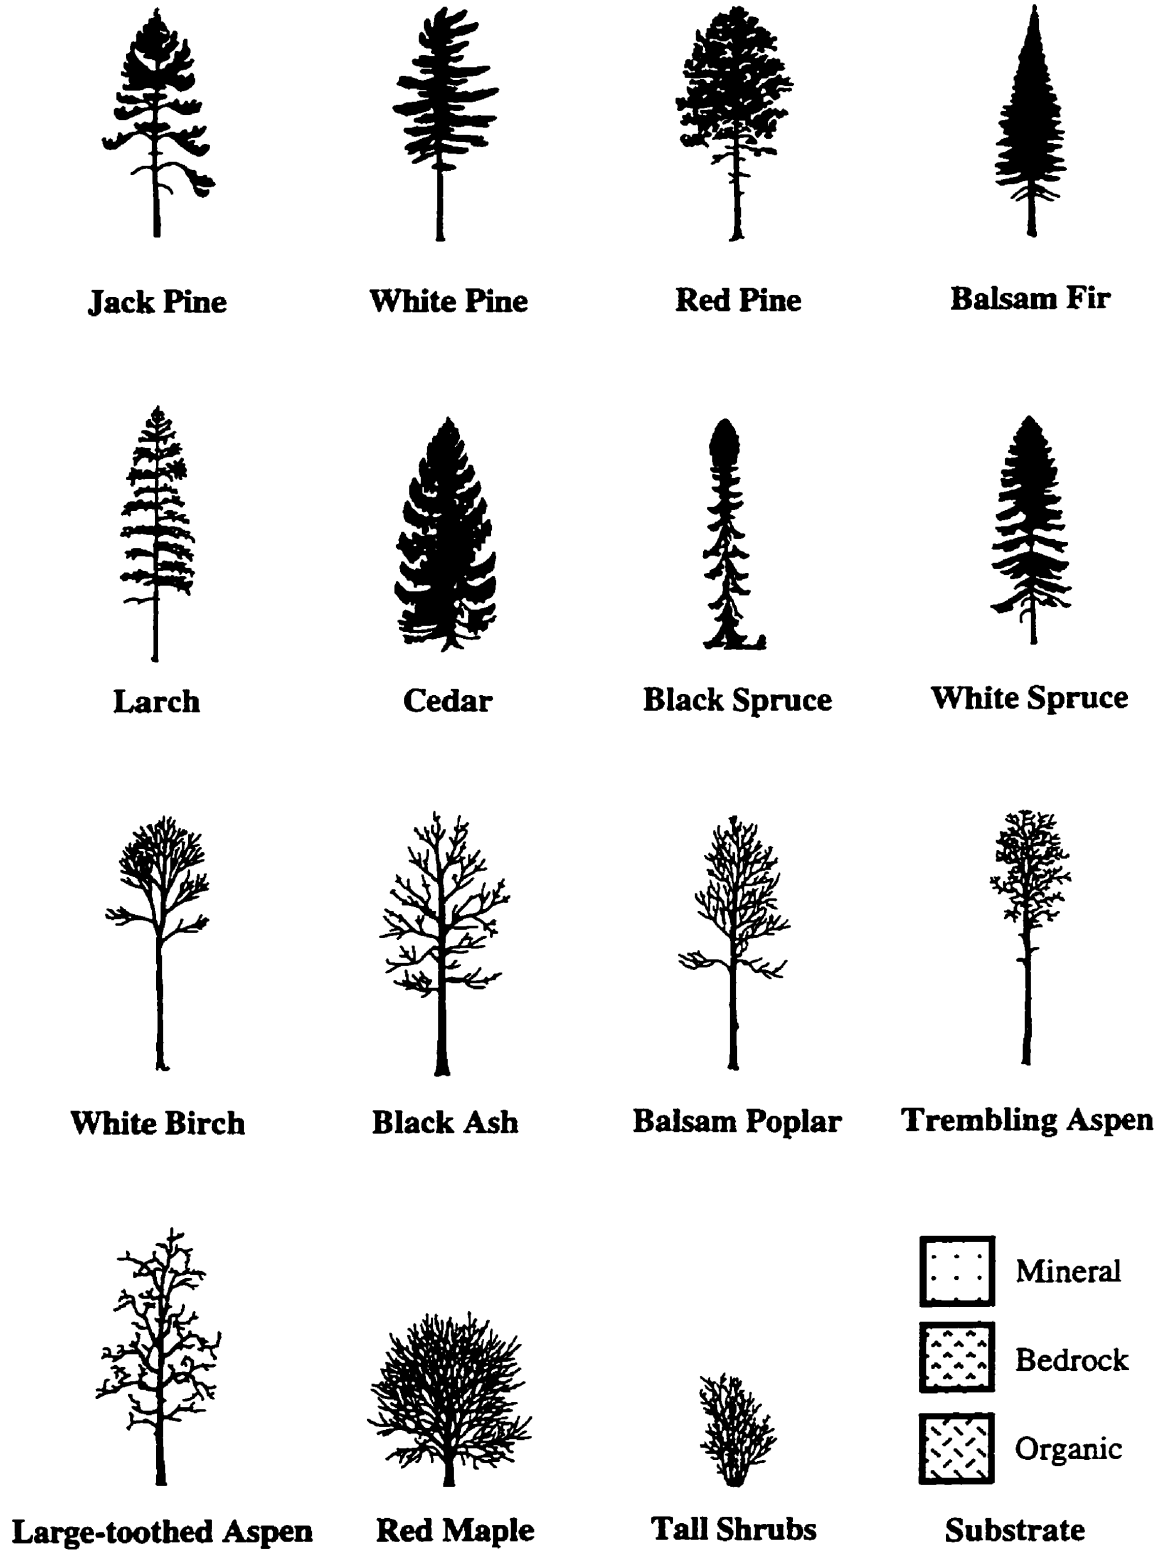 Jack Pine
White Pine
Red Pine
Balsam Fir
Larch
Cedar
Black Spruce
White Spruce
White Birch
Black Ash
Balsam Poplar
Trembling Aspen
Mineral
Bedrock
Organic
Large-toothed Aspen
Red Maple
Tall Shrubs
Substrate